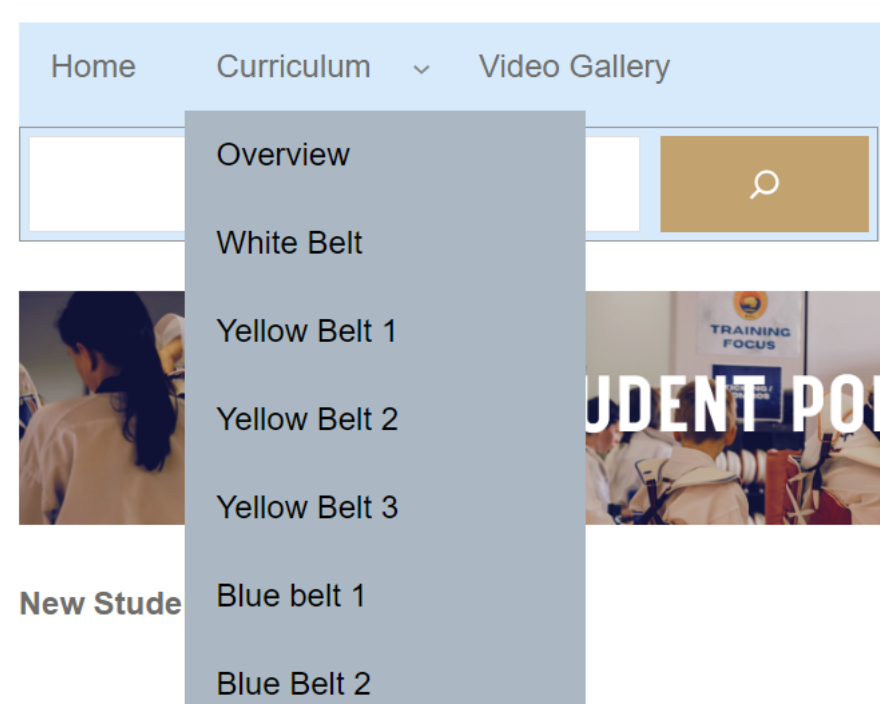 Home Curriculum Video Gallery
Overview
White Belt
Yellow Belt 1
TRAINING
FOCUS
UDENT PO
Yellow Belt 2
Yellow Belt 3
New Stude
Blue belt 1
Blue Belt 2